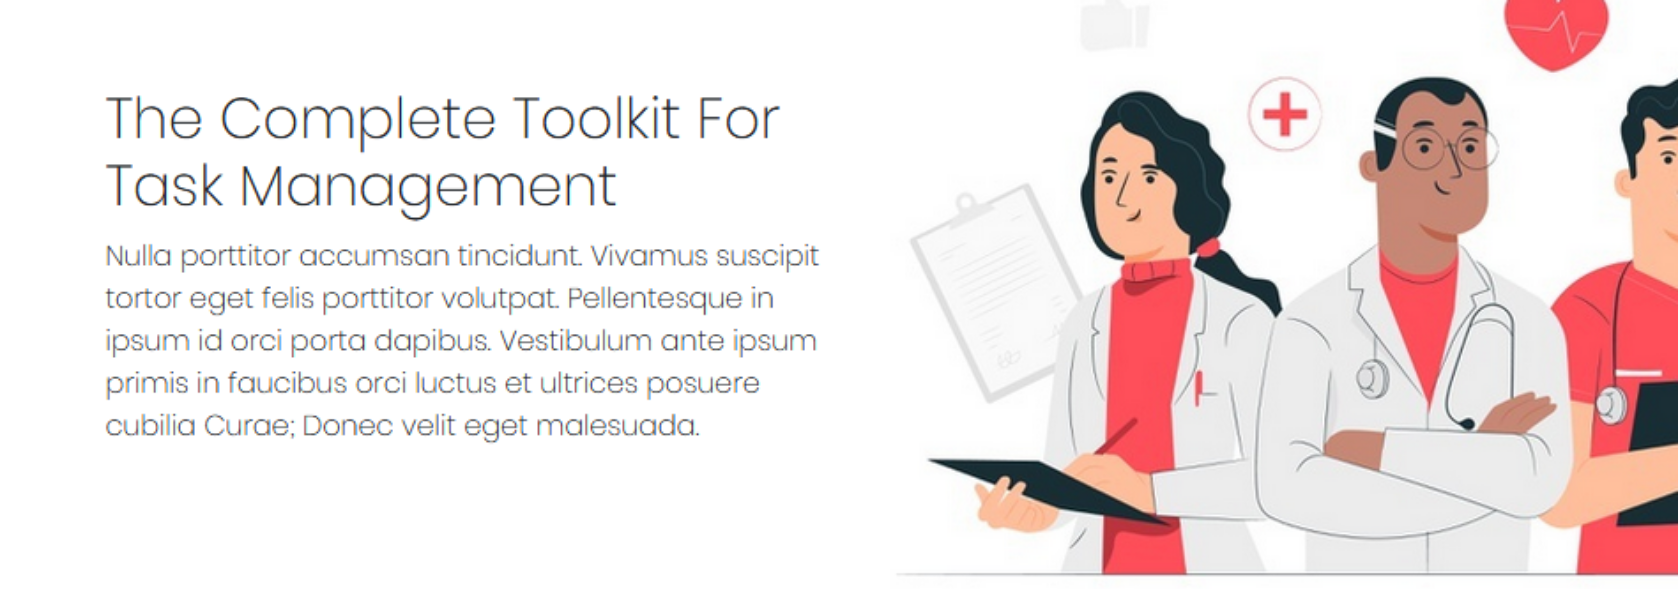 The Complete Toolkit For
Task Management
Nulla porttitor accumsan tincidunt. Vivamus suscipit
tortor eget felis porttitor volutpat. Pellentesque in
ipsum id orci porta dapibus. Vestibulum ante ipsum
primis in faucibus orci luctus et ultrices posuere
cubilia Curae; Donec velit eget malesuada.